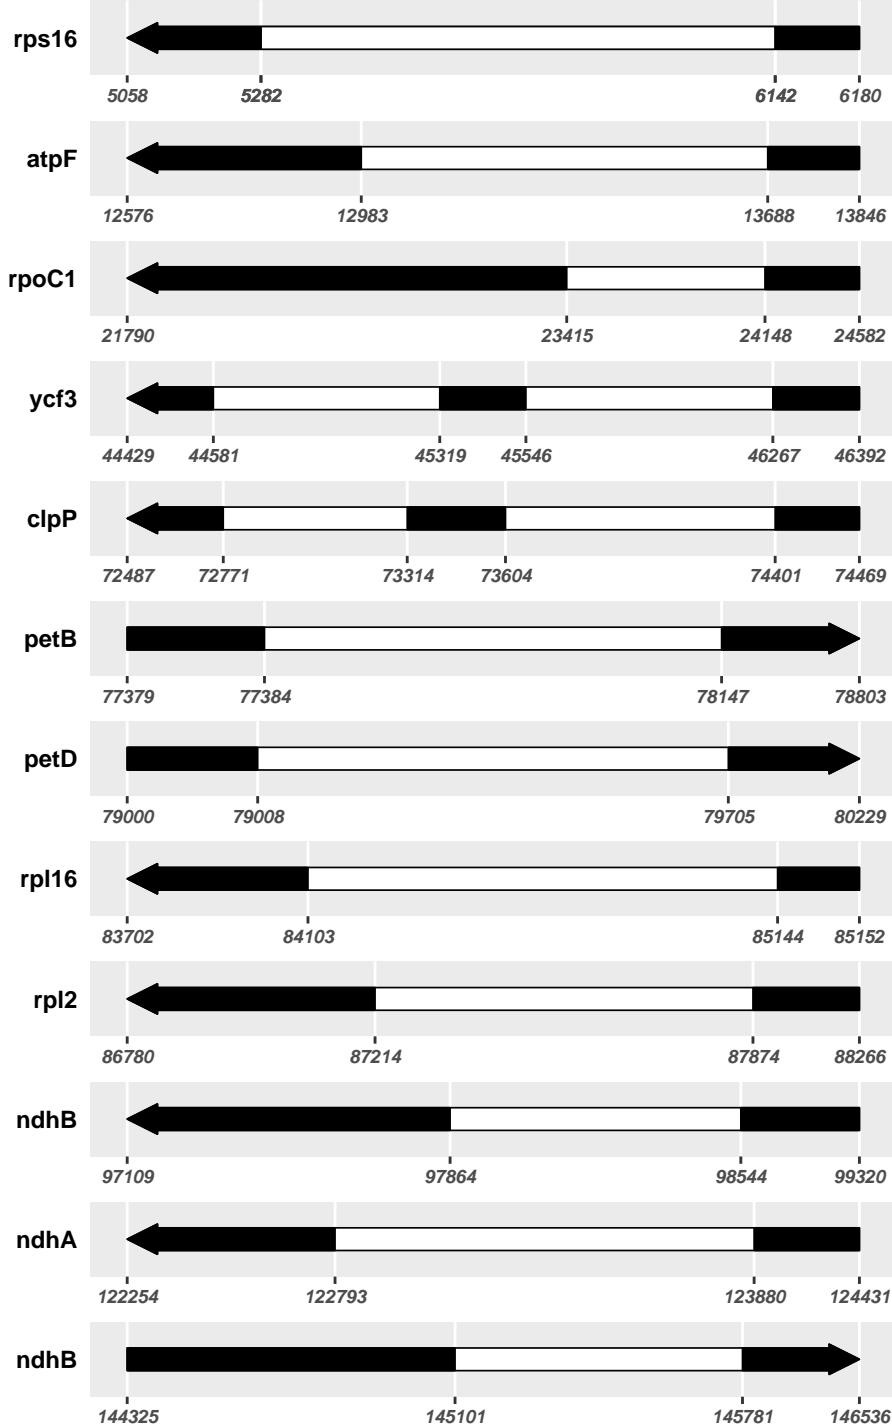 rps16
5058 5282 6142 6180
atpF
12576 12983 13688 13846
rpoC1
21790 23415 24148 24582
ycf3
44429 44581 45319 45546 46267 46392
clpP
72487 72771 73314 73604 74401 74469
petB
77379 77384 78147 78803
petD
79000 79008 79705 80229
rpl16
83702 84103 85144 85152
rpl2
86780 87214 87874 88266
ndhB
97109 97864 98544 99320
ndhA
122254 122793 123880 124431
ndhB
144325 145101 145781 146536